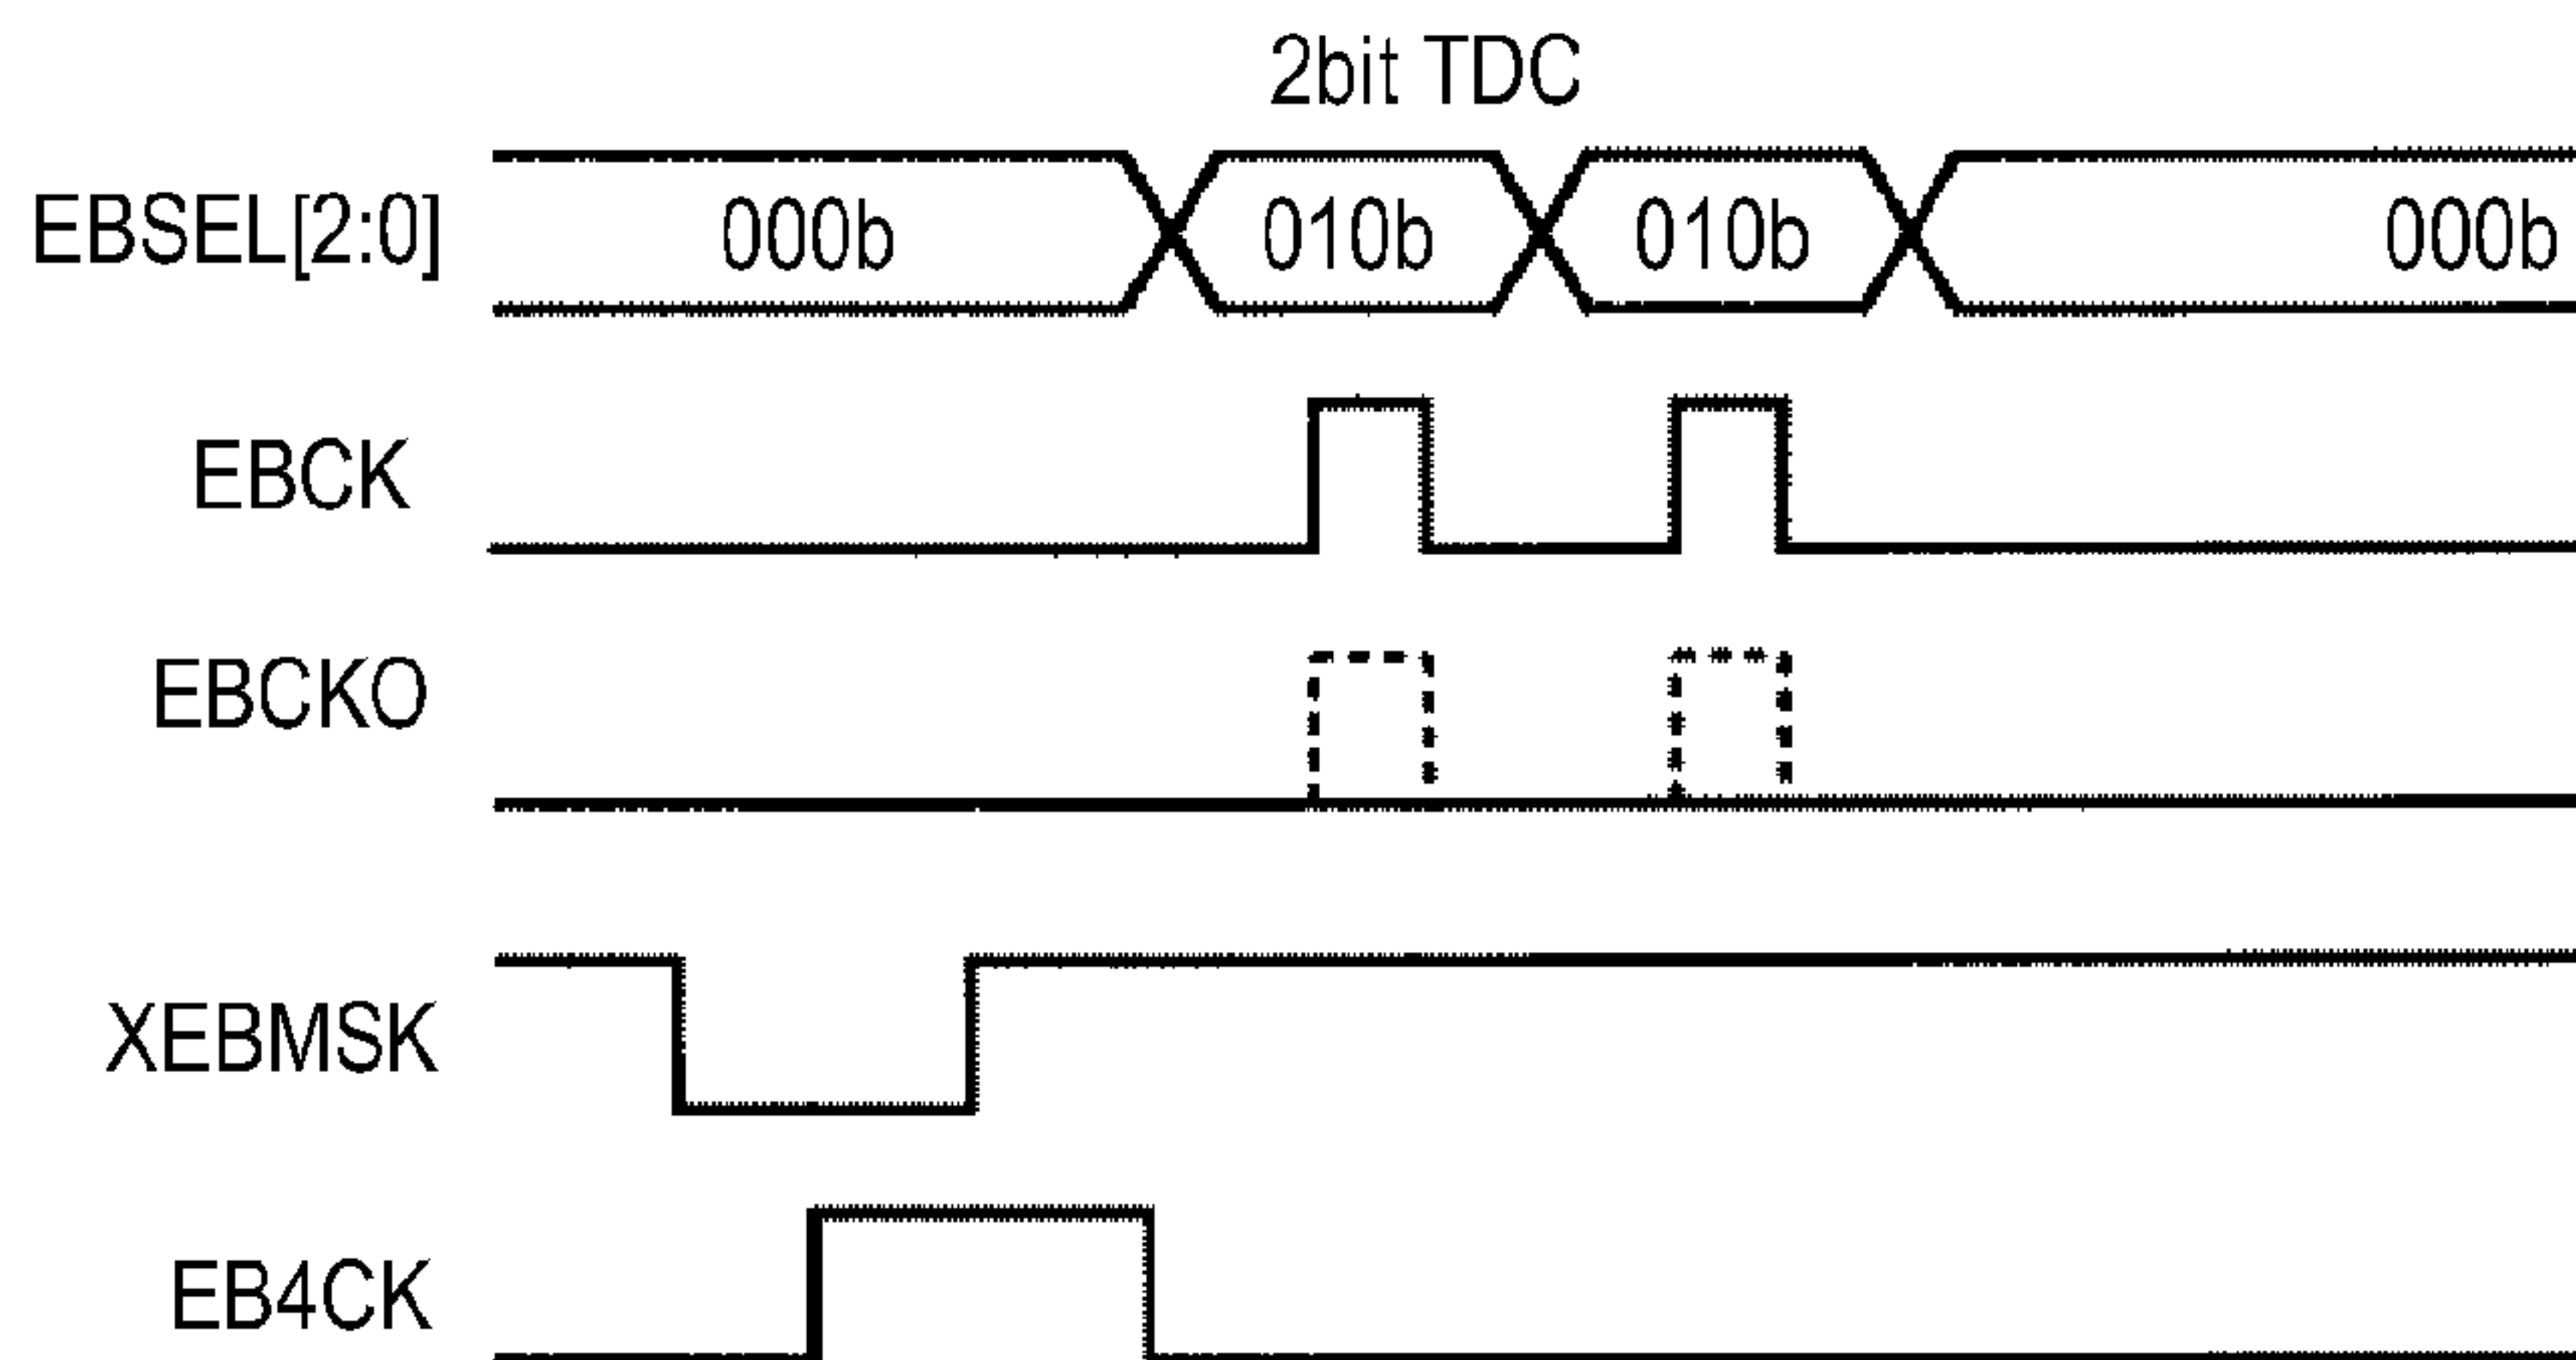 2bit TDC
EBSEL[2:0] 000b 010b 010b 000b
EBCK
EBCKO
XEBMSK
EB4CK